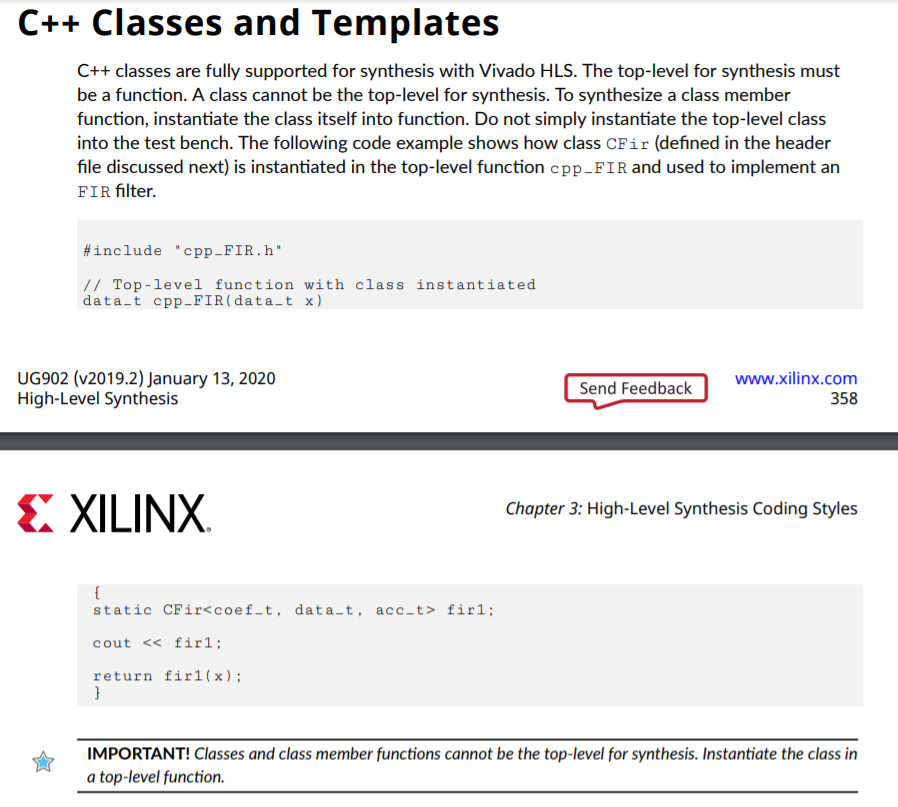 C++ Classes and Templates
C++ classes are fully supported for synthesis with Vivado HLS. The top-level for synthesis must
be a function. A class cannot be the top-level for synthesis. To synthesize a class member
function, instantiate the class itself into function. Do not simply instantiate the top-level class
into the test bench. The following code example shows how class CFir (defined in the header
file discussed next) is instantiated in the top-level function cpp_FIR and used to implement an
FIR filter.
#include "cpp_FIR.h"
// Top-level function with class instantiated
data_t cpp_FIR(data_t x)
UG902 (v2019.2) January 13, 2020
High-Level Synthesis
Send Feedback
www.xilinx.com
358
XILINX.
Chapter 3: High-Level Synthesis Coding Styles
{
static CFir<coef_t, data_t, acc_t> fir1;
cout << fir1;
return fir1(x);
}
IMPORTANT! Classes and class member functions cannot be the top-level for synthesis. Instantiate the class in
a top-level function.